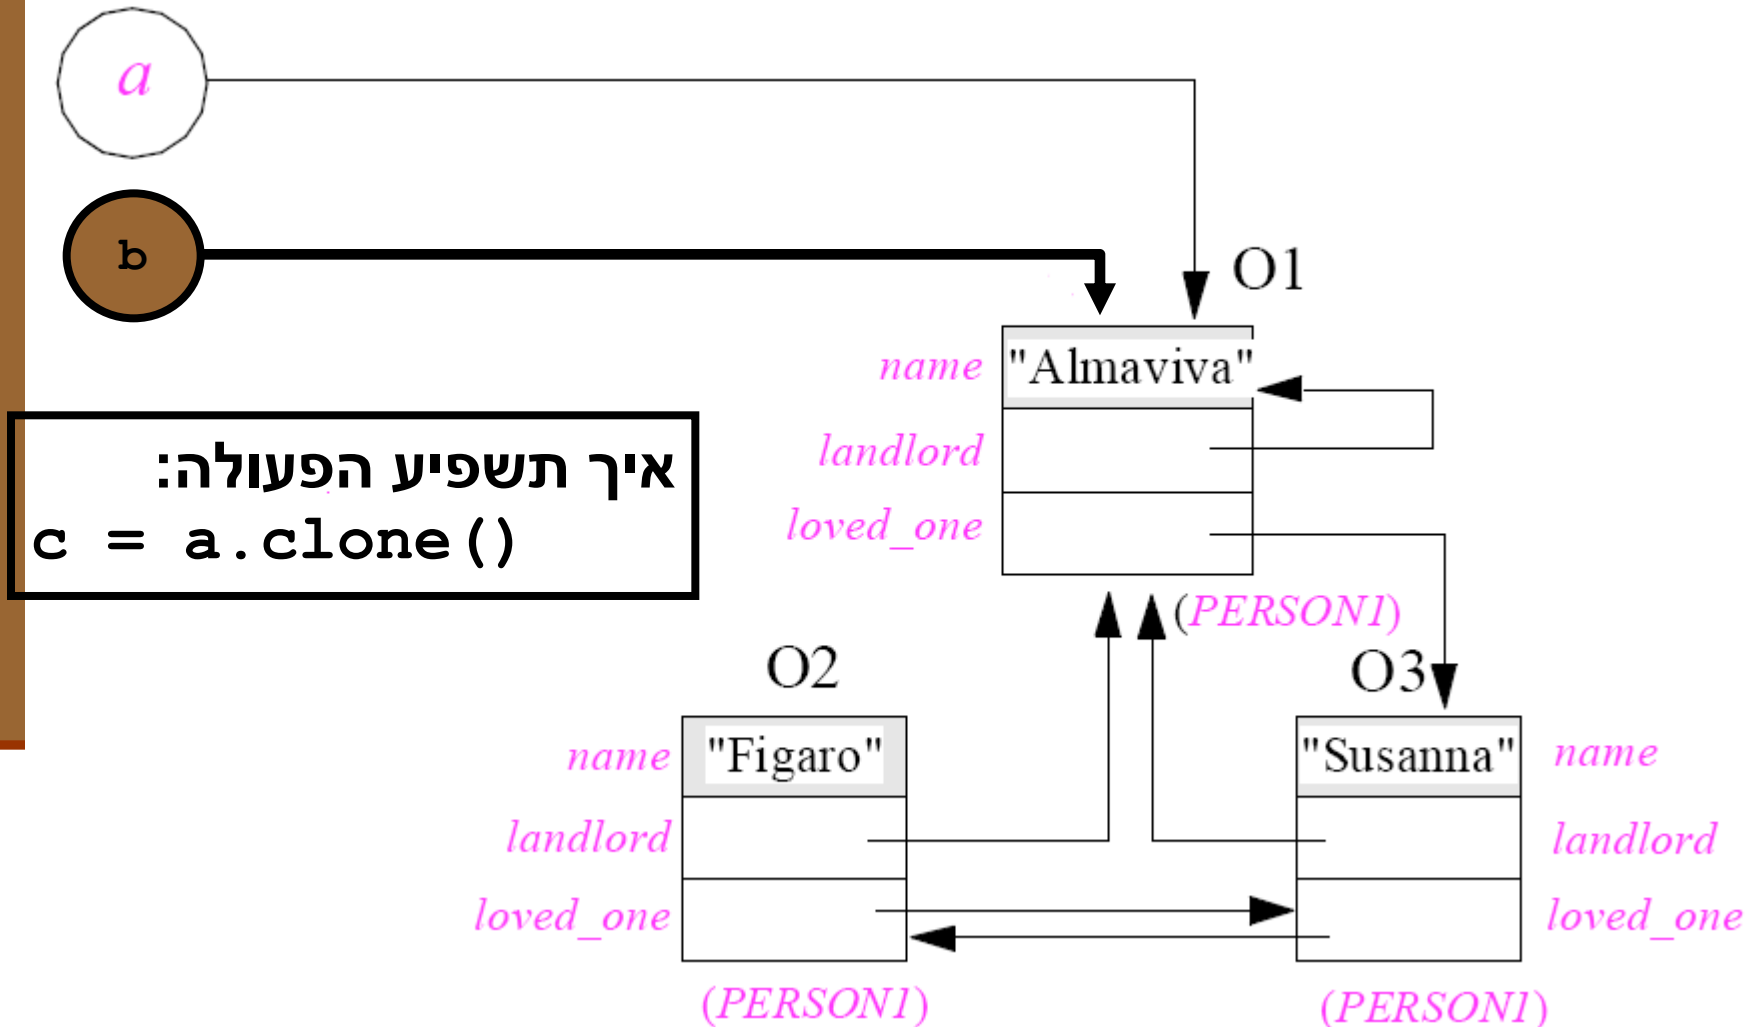 a
b
O1
name "Almaviva"
landlord
loved_one
איך תשפיע הפעולה:
c = a.clone()
(PERSON1)
O2
O3
name "Figaro"
"Susanna" name
landlord
landlord
loved_one
loved_one
(PERSON1)
(PERSON1)